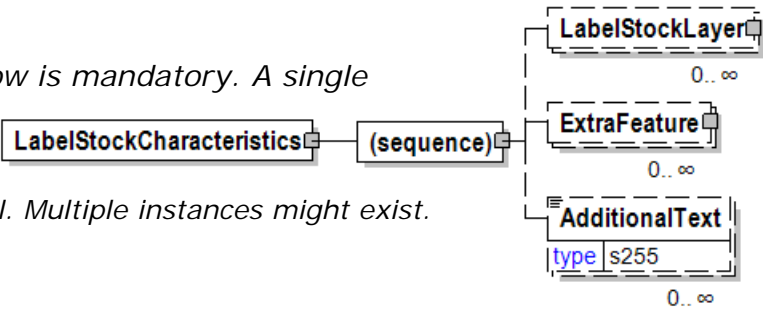 LabelStockLayer
0.. ∞
ow is mandatory. A single
ExtraFeature
LabelStockCharacteristics
(sequence)
0.. ∞
l. Multiple instances might exist.
AdditionalText
type s255
0.. ∞